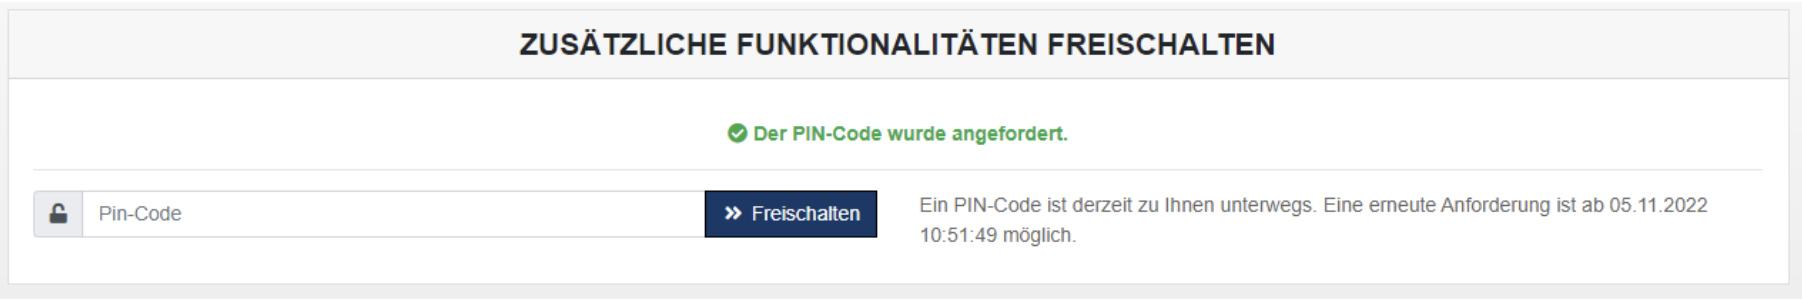 ZUSÄTZLICHE FUNKTIONALITÄTEN FREISCHALTEN
Der PIN-Code wurde angefordert.
Pin-Code
Freischalten
Ein PIN-Code ist derzeit zu Ihnen unterwegs. Eine erneute Anforderung ist ab 05.11.2022
10:51:49 möglich.